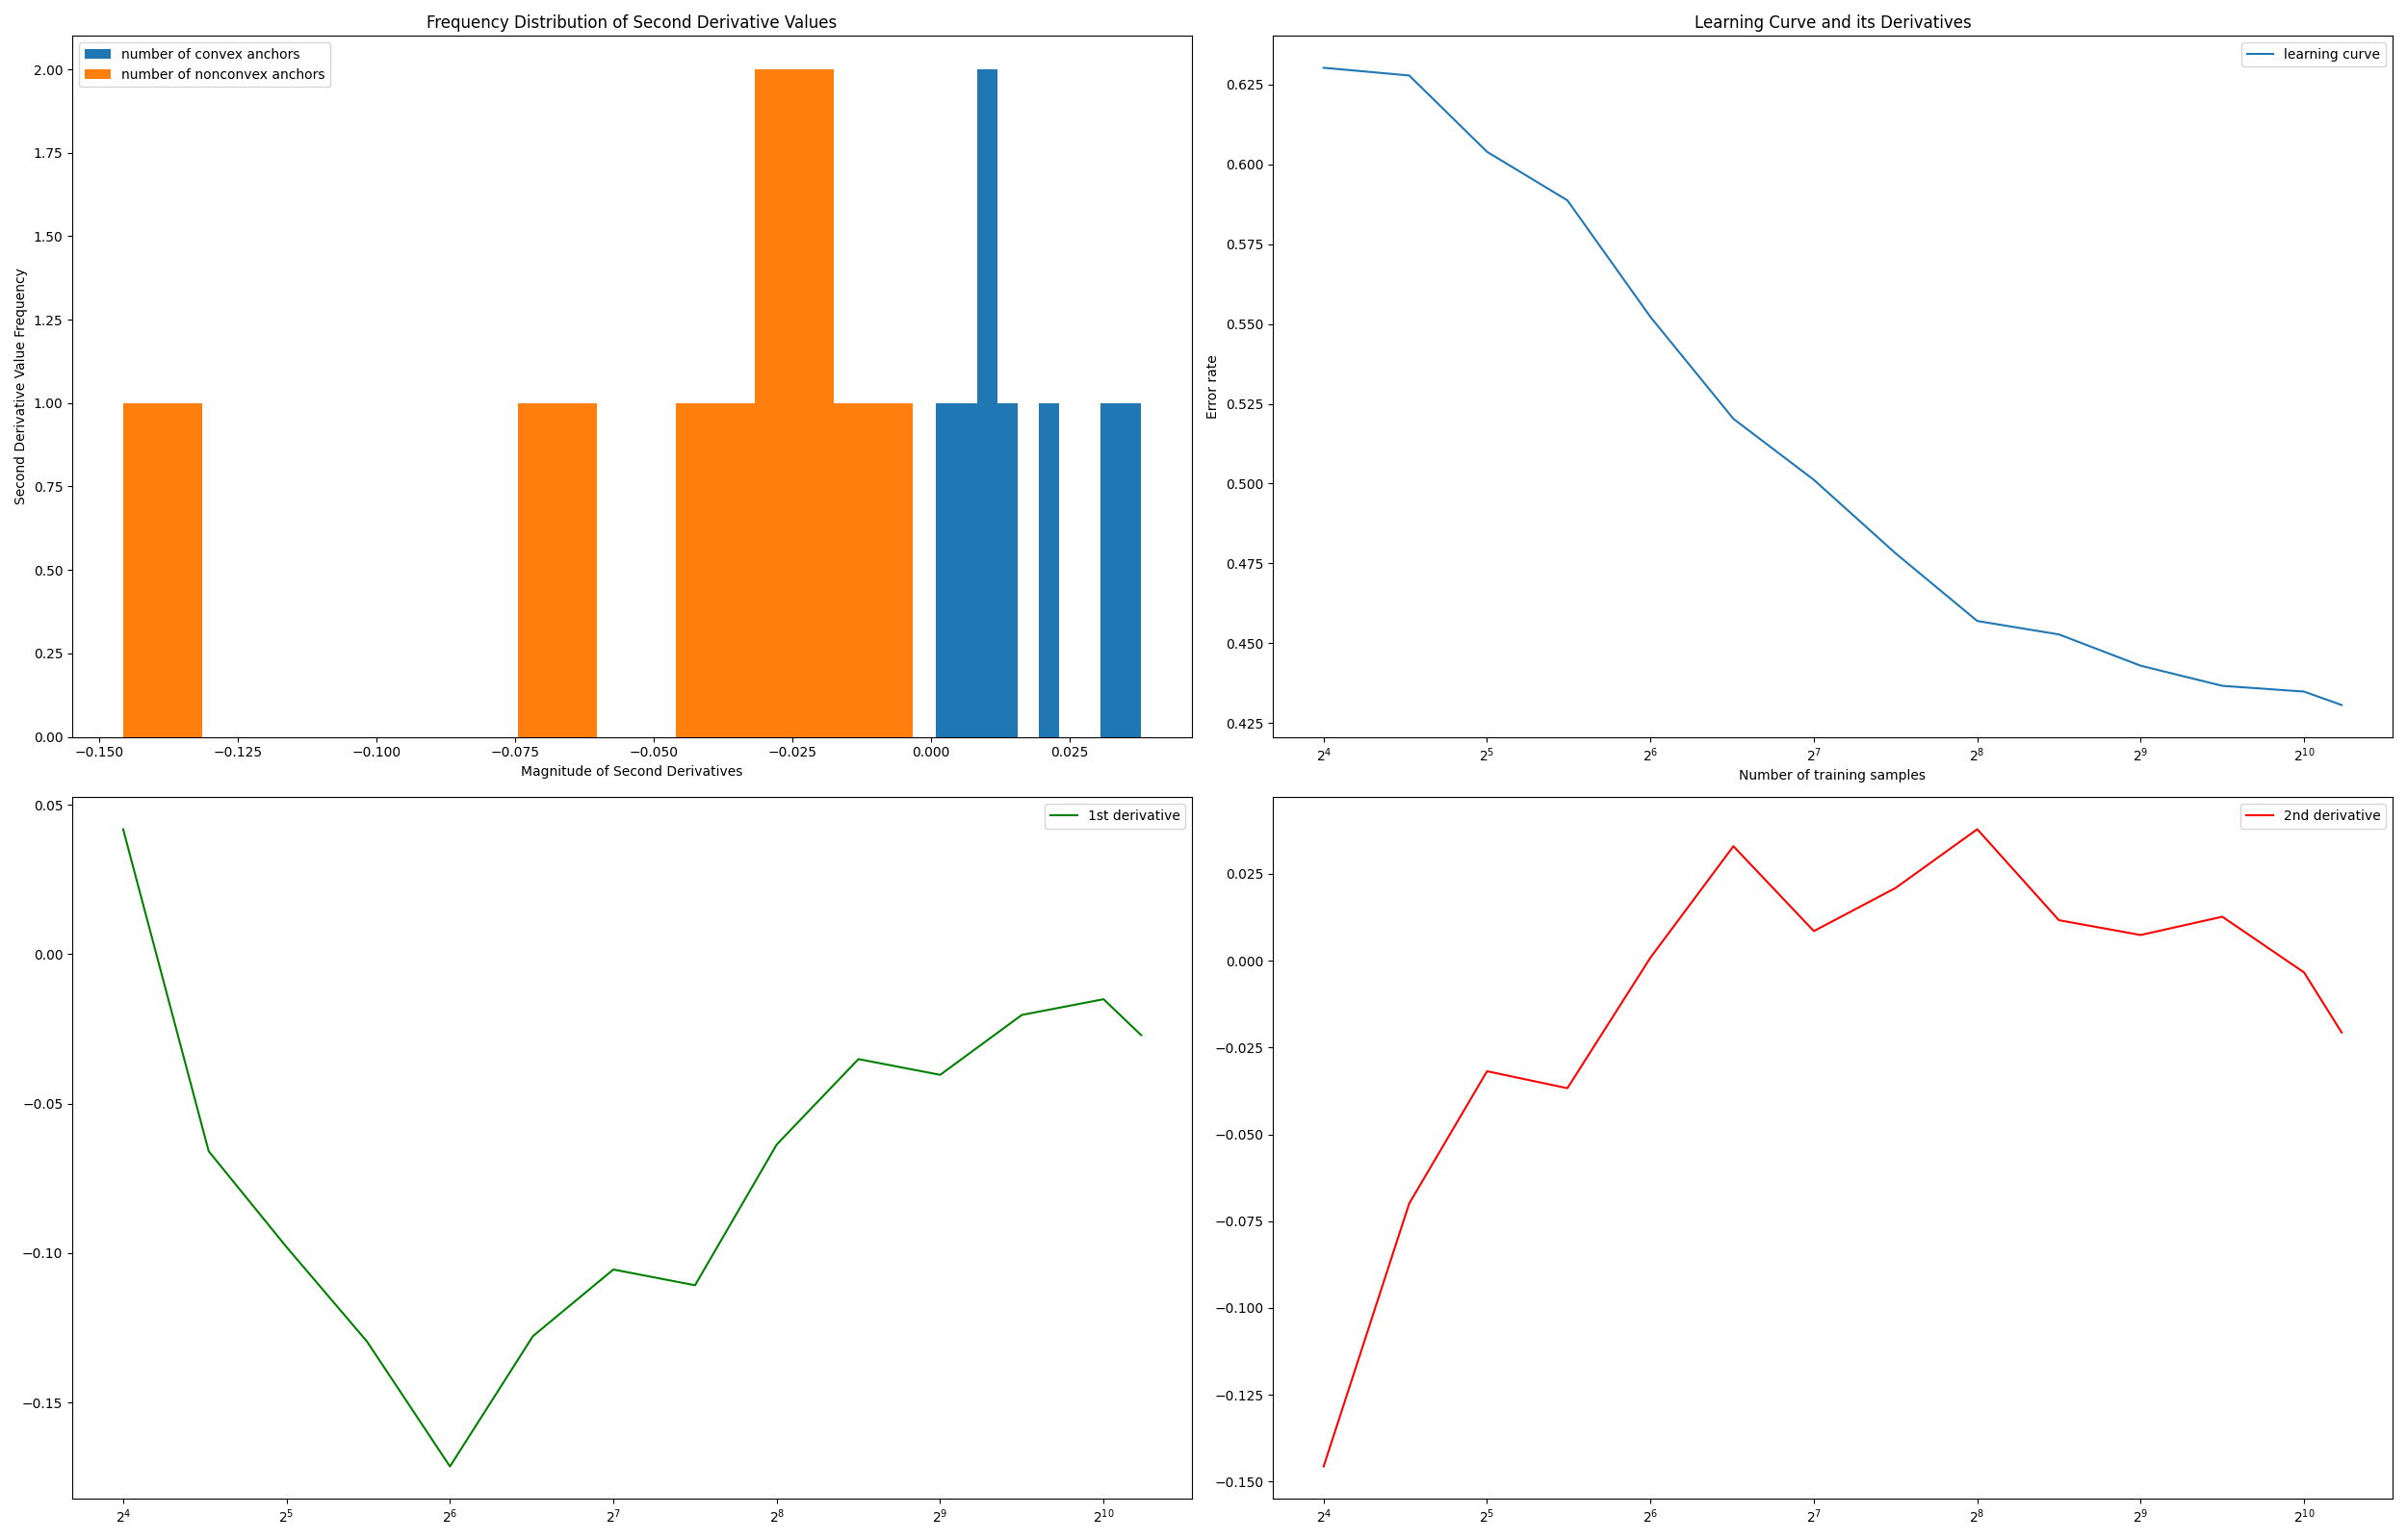 Frequency Distribution of Second Derivative Values
number of convex anchors
number of nonconvex anchors
Second Derivative Value Frequency
2.00
1.75
1.50
1.25
1.00
0.75
0.50
0.25
0.00
−0.150 −0.125 −0.100 −0.075 −0.050 −0.025 0.000 0.025
Magnitude of Second Derivatives
Learning Curve and its Derivatives
learning curve
Error rate
0.625
0.600
0.575
0.550
0.525
0.500
0.475
0.450
0.425
2⁴ 2⁵ 2⁶ 2⁷ 2⁸ 2⁹ 2¹⁰
Number of training samples
1st derivative
0.05
0.00
−0.05
−0.10
−0.15
2⁴ 2⁵ 2⁶ 2⁷ 2⁸ 2⁹ 2¹⁰
2nd derivative
0.025
0.000
−0.025
−0.050
−0.075
−0.100
−0.125
−0.150
2⁴ 2⁵ 2⁶ 2⁷ 2⁸ 2⁹ 2¹⁰